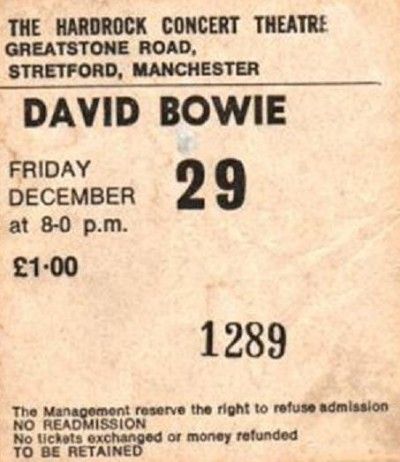 THE HARDROCK CONCERT THEATRE
GREATSTONE ROAD,
STRETFORD, MANCHESTER
DAVID BOWIE
FRIDAY
DECEMBER 29
at 8-0 p.m.
£1·00
1289
The Management reserve the right to refuse admission
NO READMISSION
No tickets exchanged or money refunded
TO BE RETAINED